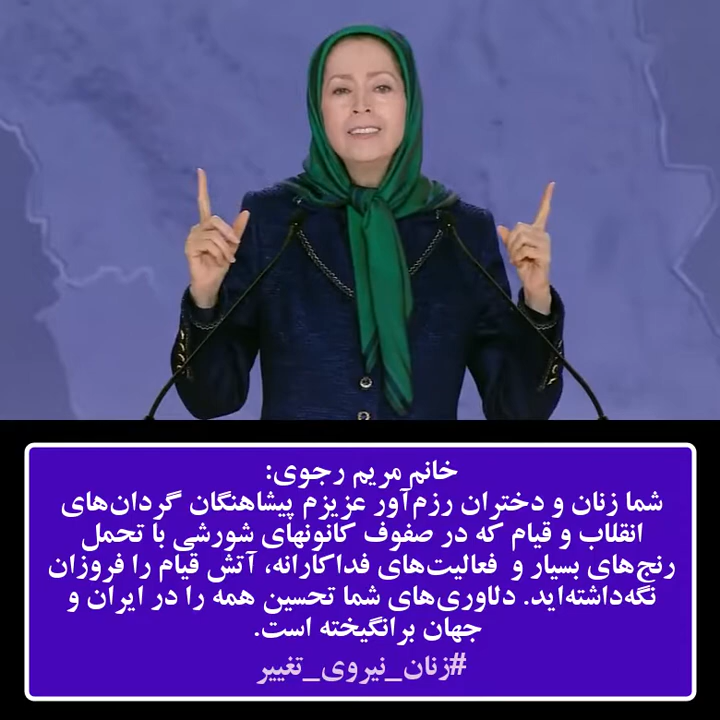 خانم مریم رجوی:
شما زنان و دختران رزم‌آور عزیزم پیشاهنگان گردان‌های
انقلاب و قیام که در صفوف کانونهای شورشی با تحمل
رنج‌های بسیار و فعالیت‌های فداکارانه، آتش قیام را فروزان
نگه‌داشته‌اید. دلاوری‌های شما تحسین همه را در ایران و
جهان برانگیخته است.
#زنان_نیروی_تغییر